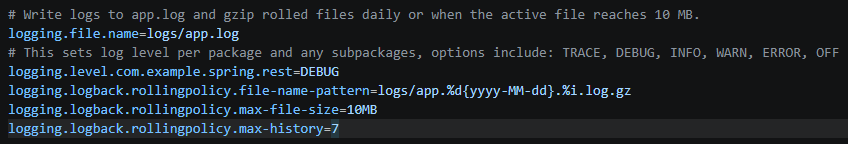 # Write logs to app.log and gzip rolled files daily or when the active file reaches 10 MB.
logging.file.name=logs/app.log
# This sets log level per package and any subpackages, options include: TRACE, DEBUG, INFO, WARN, ERROR, OFF
logging.level.com.example.spring.rest=DEBUG
logging.logback.rollingpolicy.file-name-pattern=logs/app.%d{yyyy-MM-dd}.%i.log.gz
logging.logback.rollingpolicy.max-file-size=10MB
logging.logback.rollingpolicy.max-history=7